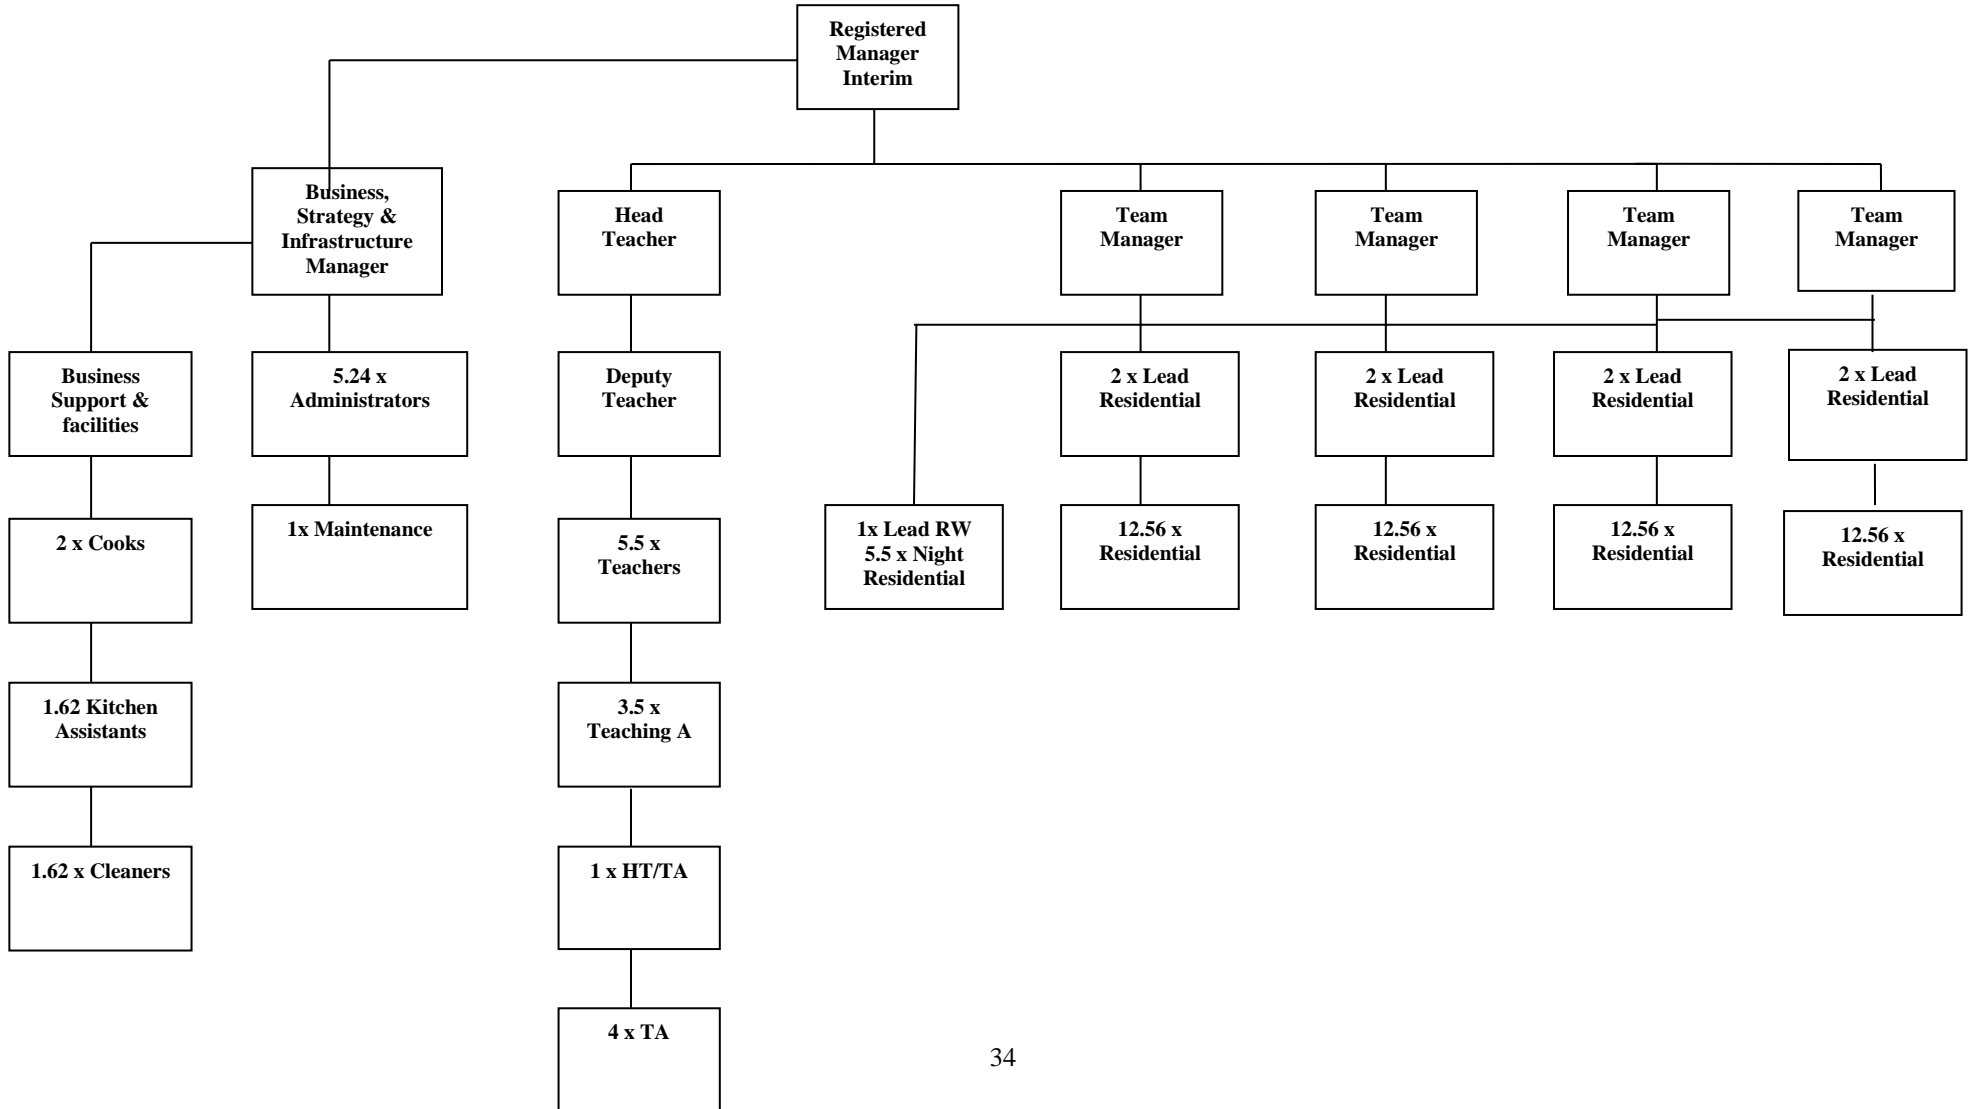 Registered
Manager
Interim
Business,
Strategy &
Infrastructure
Manager
Head
Teacher
Team
Manager
Team
Manager
Team
Manager
Team
Manager
Business
Support &
facilities
5.24 x
Administrators
Deputy
Teacher
2 x Lead
Residential
2 x Lead
Residential
2 x Lead
Residential
2 x Lead
Residential
2 x Cooks
1x Maintenance
5.5 x
Teachers
1x Lead RW
5.5 x Night
Residential
12.56 x
Residential
12.56 x
Residential
12.56 x
Residential
12.56 x
Residential
1.62 Kitchen
Assistants
3.5 x
Teaching A
1.62 x Cleaners
1 x HT/TA
4 x TA
34